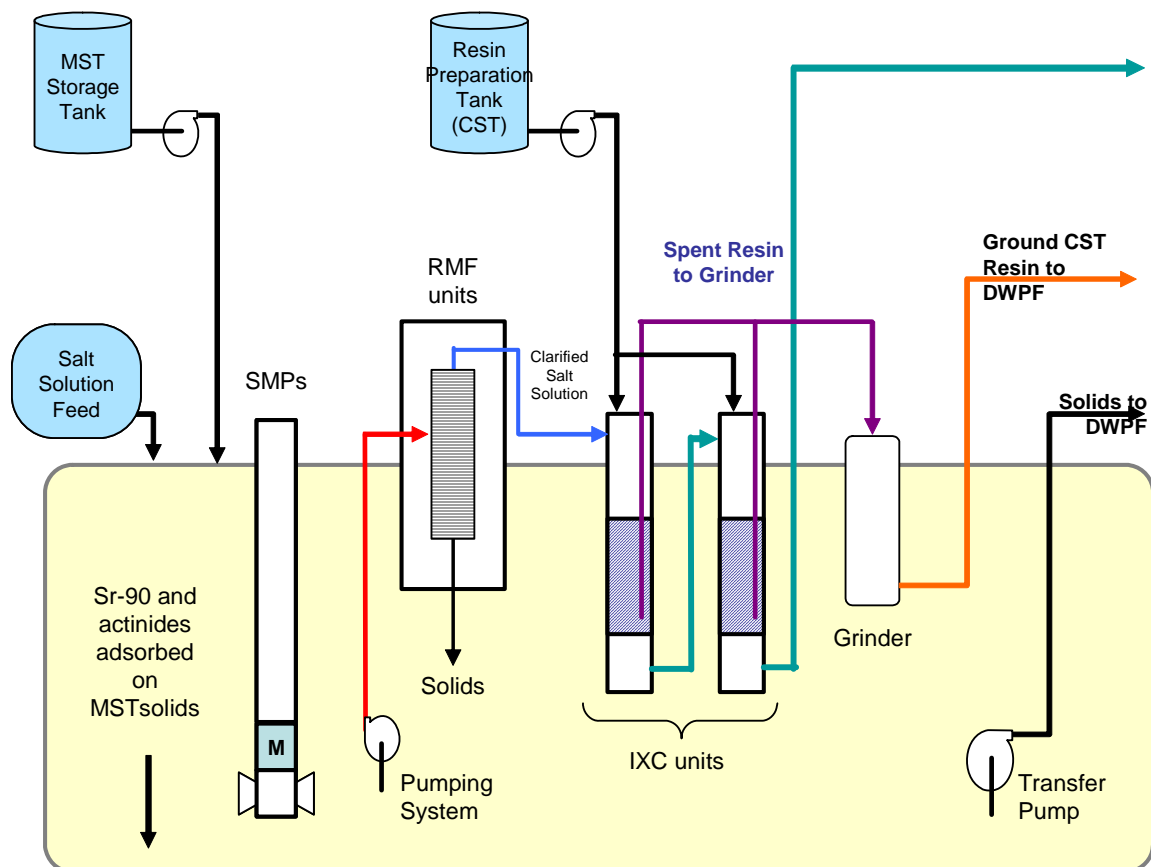 MST
Storage
Tank
Resin
Preparation
Tank
(CST)
Spent Resin
to Grinder
Ground CST
Resin to
DWPF
RMF
units
Salt
Solution
Feed
SMPs
Clarified
Salt
Solution
Solids to
DWPF
Sr-90 and
actinides
adsorbed
on
MSTsolids
Solids
Grinder
M
IXC units
Pumping
System
Transfer
Pump